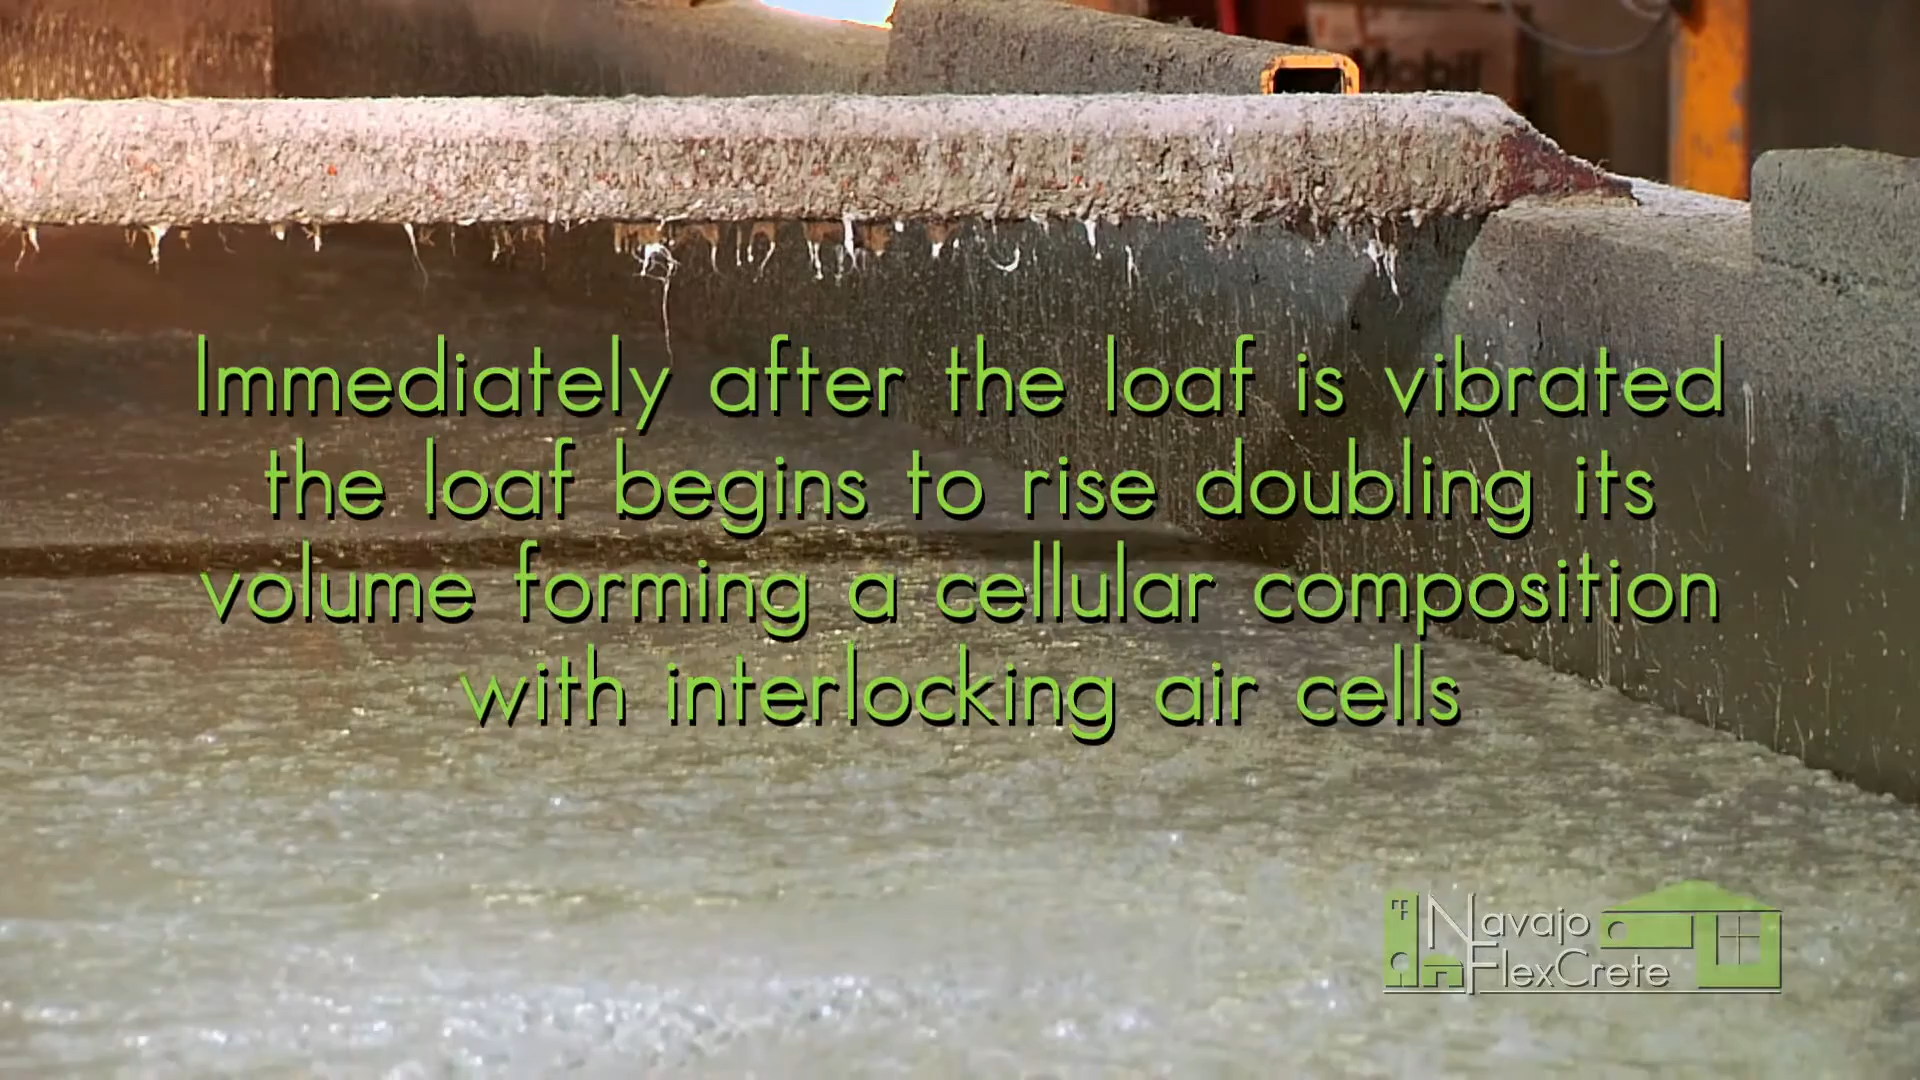 Mobil
Immediately after the loaf is vibrated
the loaf begins to rise doubling its
volume forming a cellular composition
with interlocking air cells
Navajo
FlexCrete